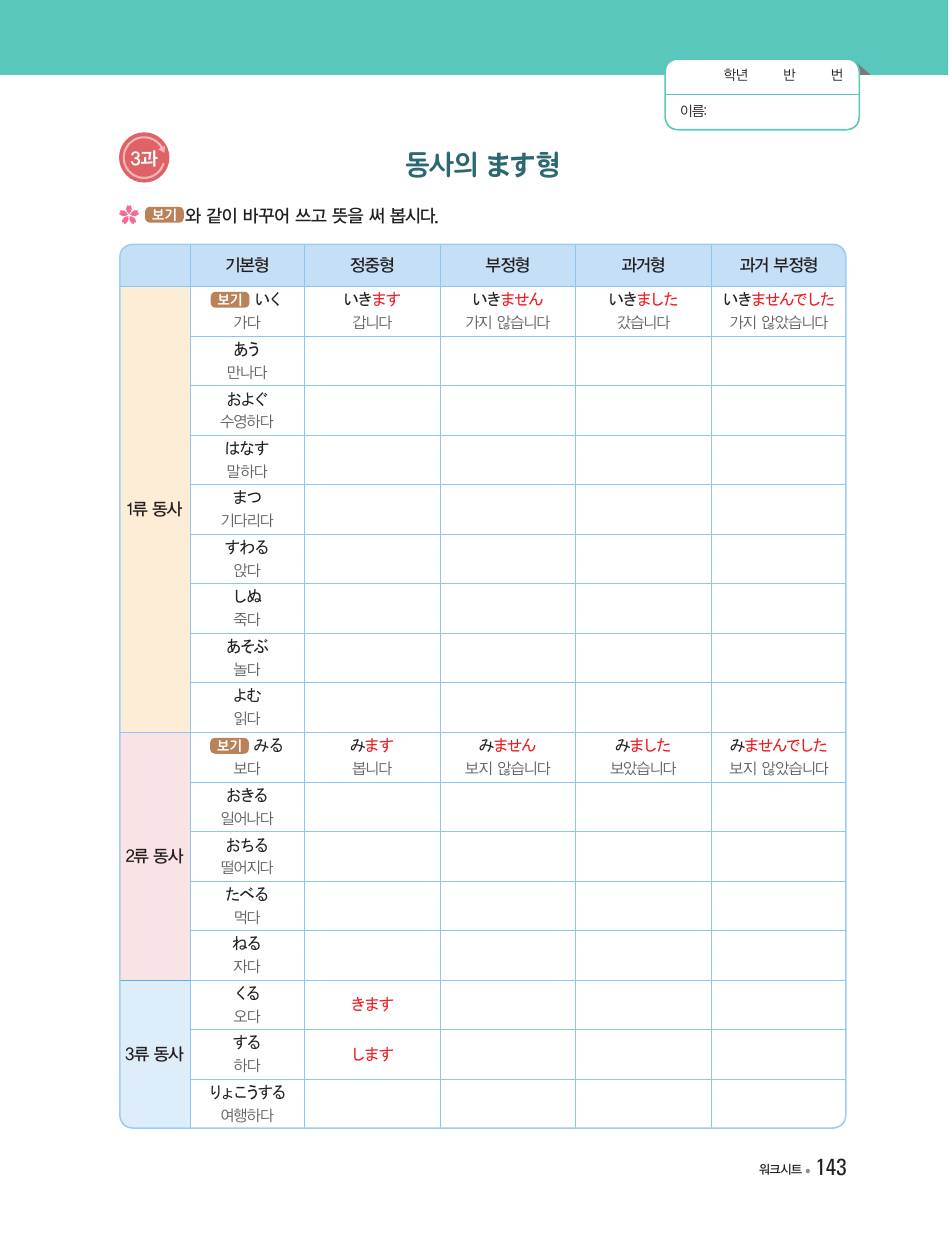 학년 반 번
이름:
3과
동사의 ます형
보기와 같이 바꾸어 쓰고 뜻을 써 봅시다.
기본형 정중형 부정형 과거형 과거 부정형
1류 동사
보기 いく いきます いきません いきました いきませんでした
가다 갑니다 가지 않습니다 갔습니다 가지 않았습니다
あう
만나다
およぐ
수영하다
はなす
말하다
まつ
기다리다
すわる
앉다
しぬ
죽다
あそぶ
놀다
よむ
읽다
2류 동사
보기 みる みます みません みました みませんでした
보다 봅니다 보지 않습니다 보았습니다 보지 않았습니다
おきる
일어나다
おちる
떨어지다
たべる
먹다
ねる
자다
3류 동사
くる きます
오다
する します
하다
りょこうする
여행하다
워크시트 • 143